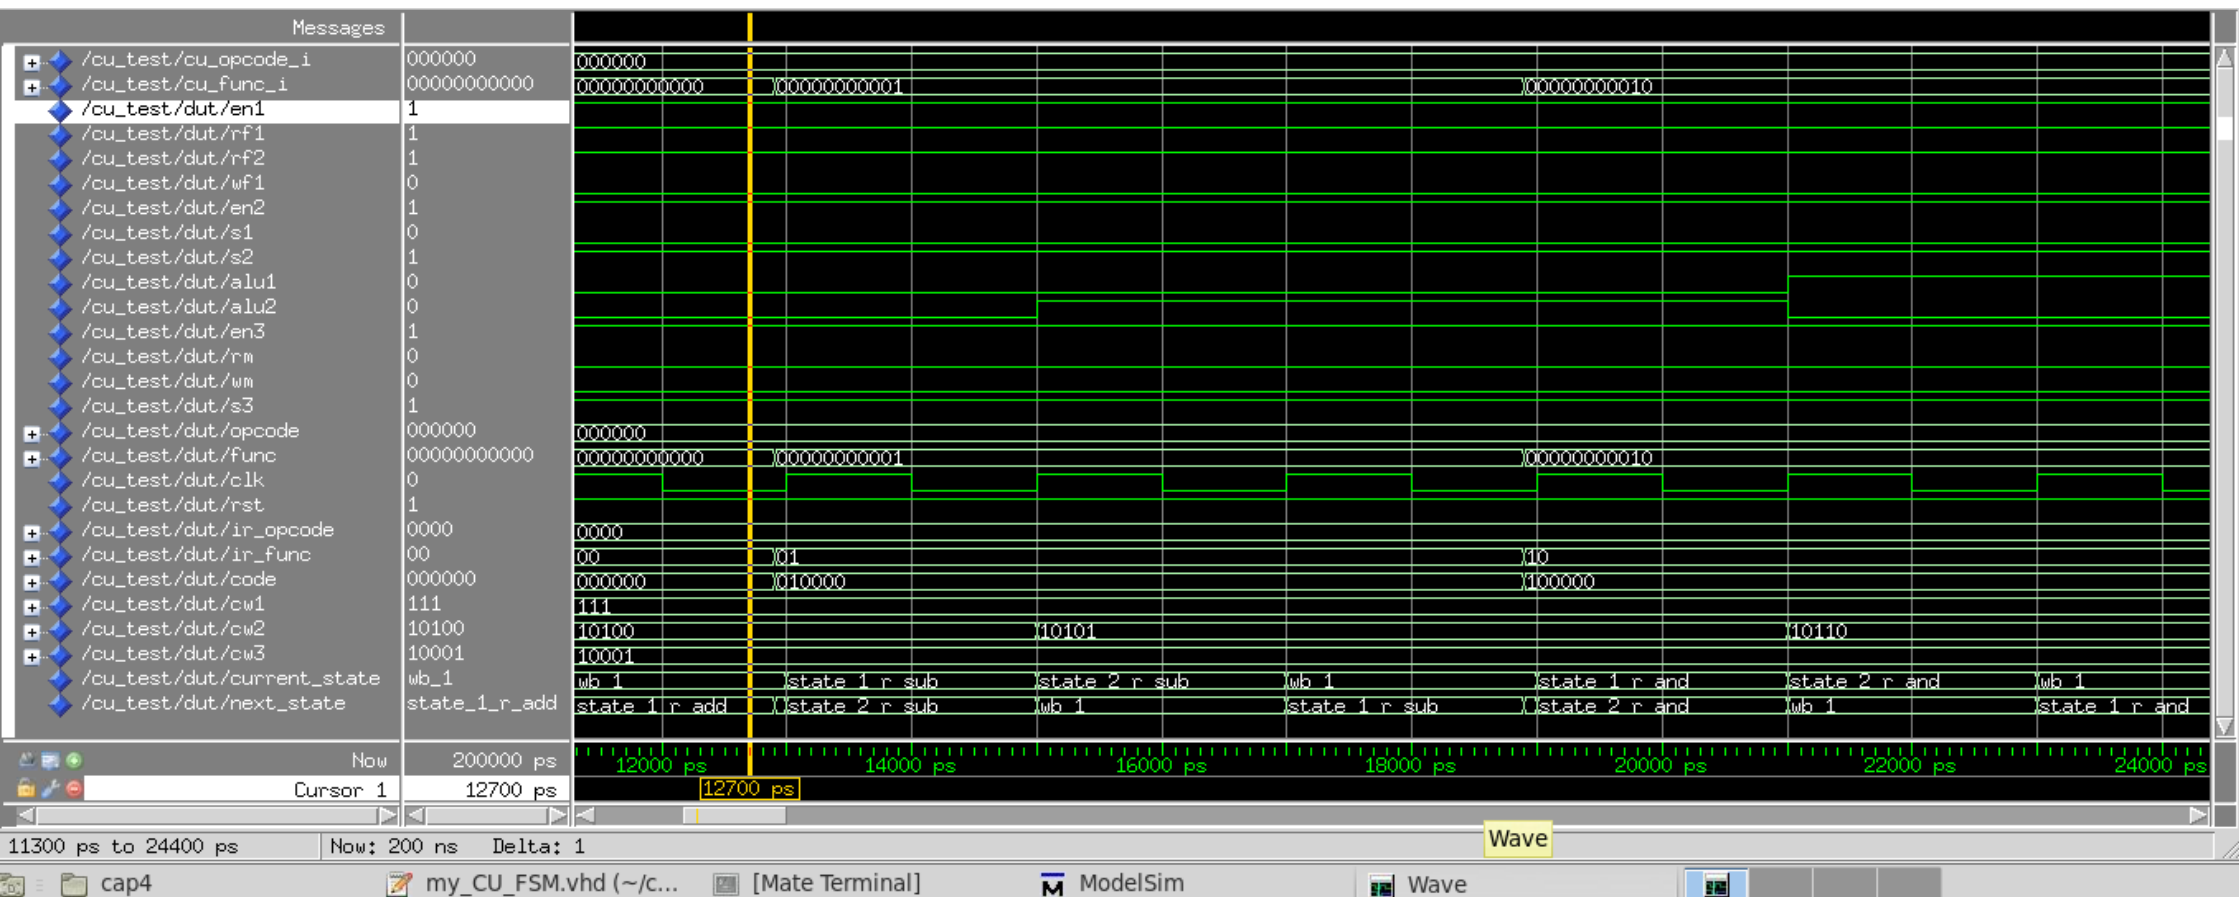 Messages
/cu_test/cu_opcode_i 000000 000000
/cu_test/cu_func_i 00000000000 00000000000 00000000001 00000000010
/cu_test/dut/en1 1
/cu_test/dut/rf1 1
/cu_test/dut/rf2 1
/cu_test/dut/wf1 0
/cu_test/dut/en2 1
/cu_test/dut/s1 0
/cu_test/dut/s2 1
/cu_test/dut/alu1 0
/cu_test/dut/alu2 0
/cu_test/dut/en3 1
/cu_test/dut/rm 0
/cu_test/dut/wm 0
/cu_test/dut/s3 1
/cu_test/dut/opcode 000000 000000
/cu_test/dut/func 00000000000 00000000000 00000000001 00000000010
/cu_test/dut/clk 0
/cu_test/dut/rst 1
/cu_test/dut/ir_opcode 0000 0000
/cu_test/dut/ir_func 00 00 01 10
/cu_test/dut/code 000000 000000 010000 100000
/cu_test/dut/cw1 111 111
/cu_test/dut/cw2 10100 10100 10101 10110
/cu_test/dut/cw3 10001 10001
/cu_test/dut/current_state wb_1 wb_1 state_1_r_sub state_2_r_sub wb_1 state_1_r_and state_2_r_and wb_1
/cu_test/dut/next_state state_1_r_add state_1_r_add state_2_r_sub wb_1 state_1_r_sub state_2_r_and wb_1 state_1_r_and
Now 200000 ps 12000 ps 14000 ps 16000 ps 18000 ps 20000 ps 22000 ps 24000 ps
Cursor 1 12700 ps 12700 ps
Wave
11300 ps to 24400 ps Now: 200 ns Delta: 1
cap4 my_CU_FSM.vhd (~/c... [Mate Terminal] ModelSim Wave